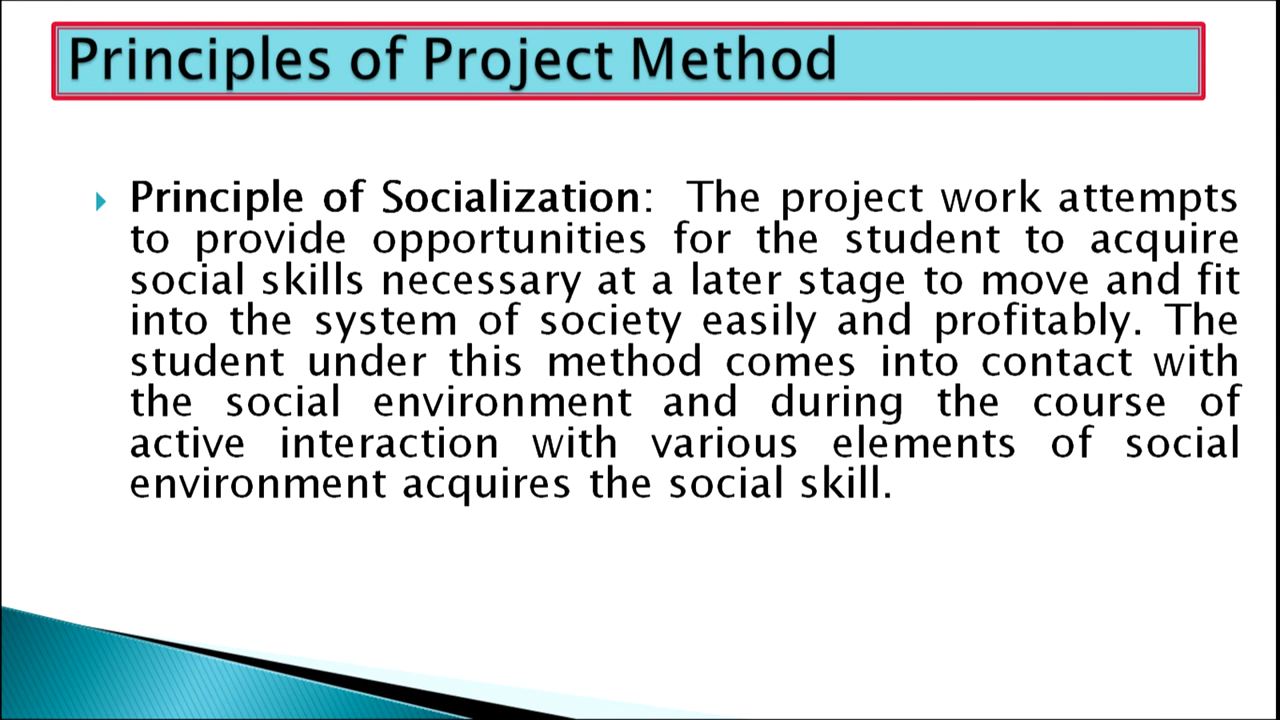 Principles of Project Method
Principle of Socialization: The project work attempts
to provide opportunities for the student to acquire
social skills necessary at a later stage to move and fit
into the system of society easily and profitably. The
student under this method comes into contact with
the social environment and during the course of
active interaction with various elements of social
environment acquires the social skill.